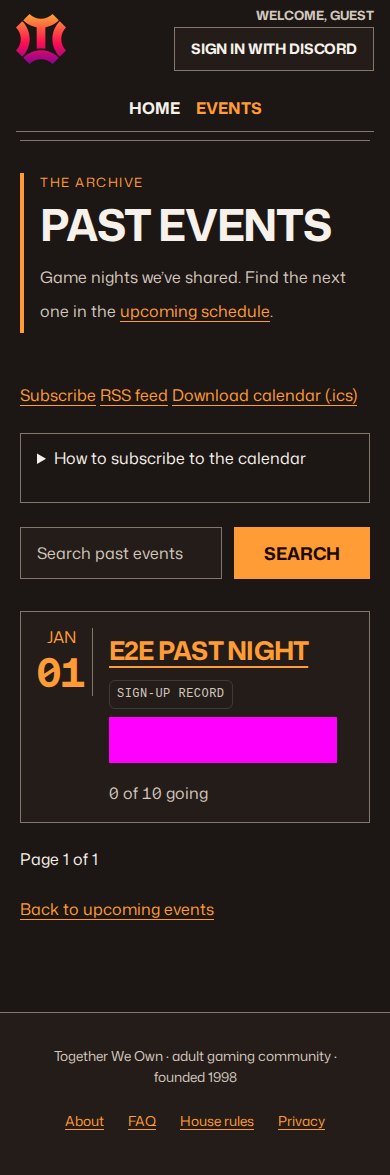 WELCOME, GUEST
SIGN IN WITH DISCORD
HOME EVENTS
THE ARCHIVE
PAST EVENTS
Game nights we’ve shared. Find the next
one in the upcoming schedule.
Subscribe RSS feed Download calendar (.ics)
How to subscribe to the calendar
Search past events
SEARCH
JAN
01
E2E PAST NIGHT
SIGN-UP RECORD
0 of 10 going
Page 1 of 1
Back to upcoming events
Together We Own · adult gaming community ·
founded 1998
About FAQ House rules Privacy